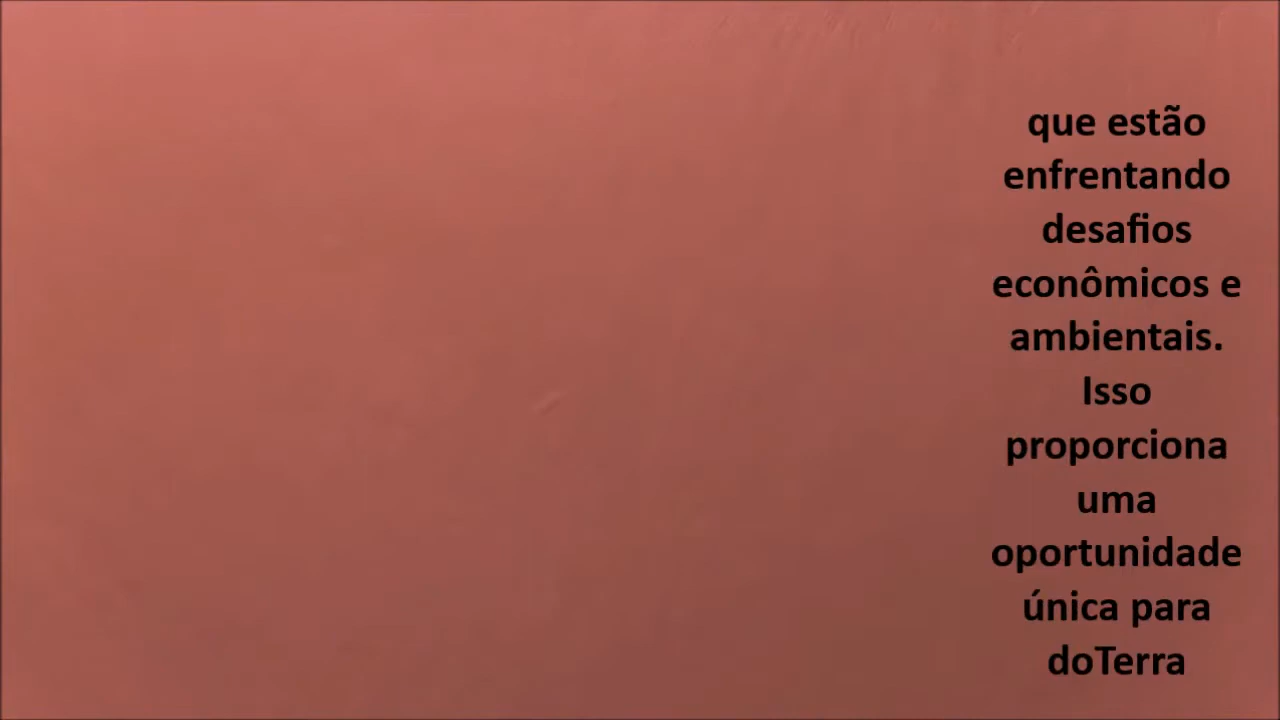 que estão
enfrentando
desafios
econômicos e
ambientais.
Isso
proporciona
uma
oportunidade
única para
doTerra